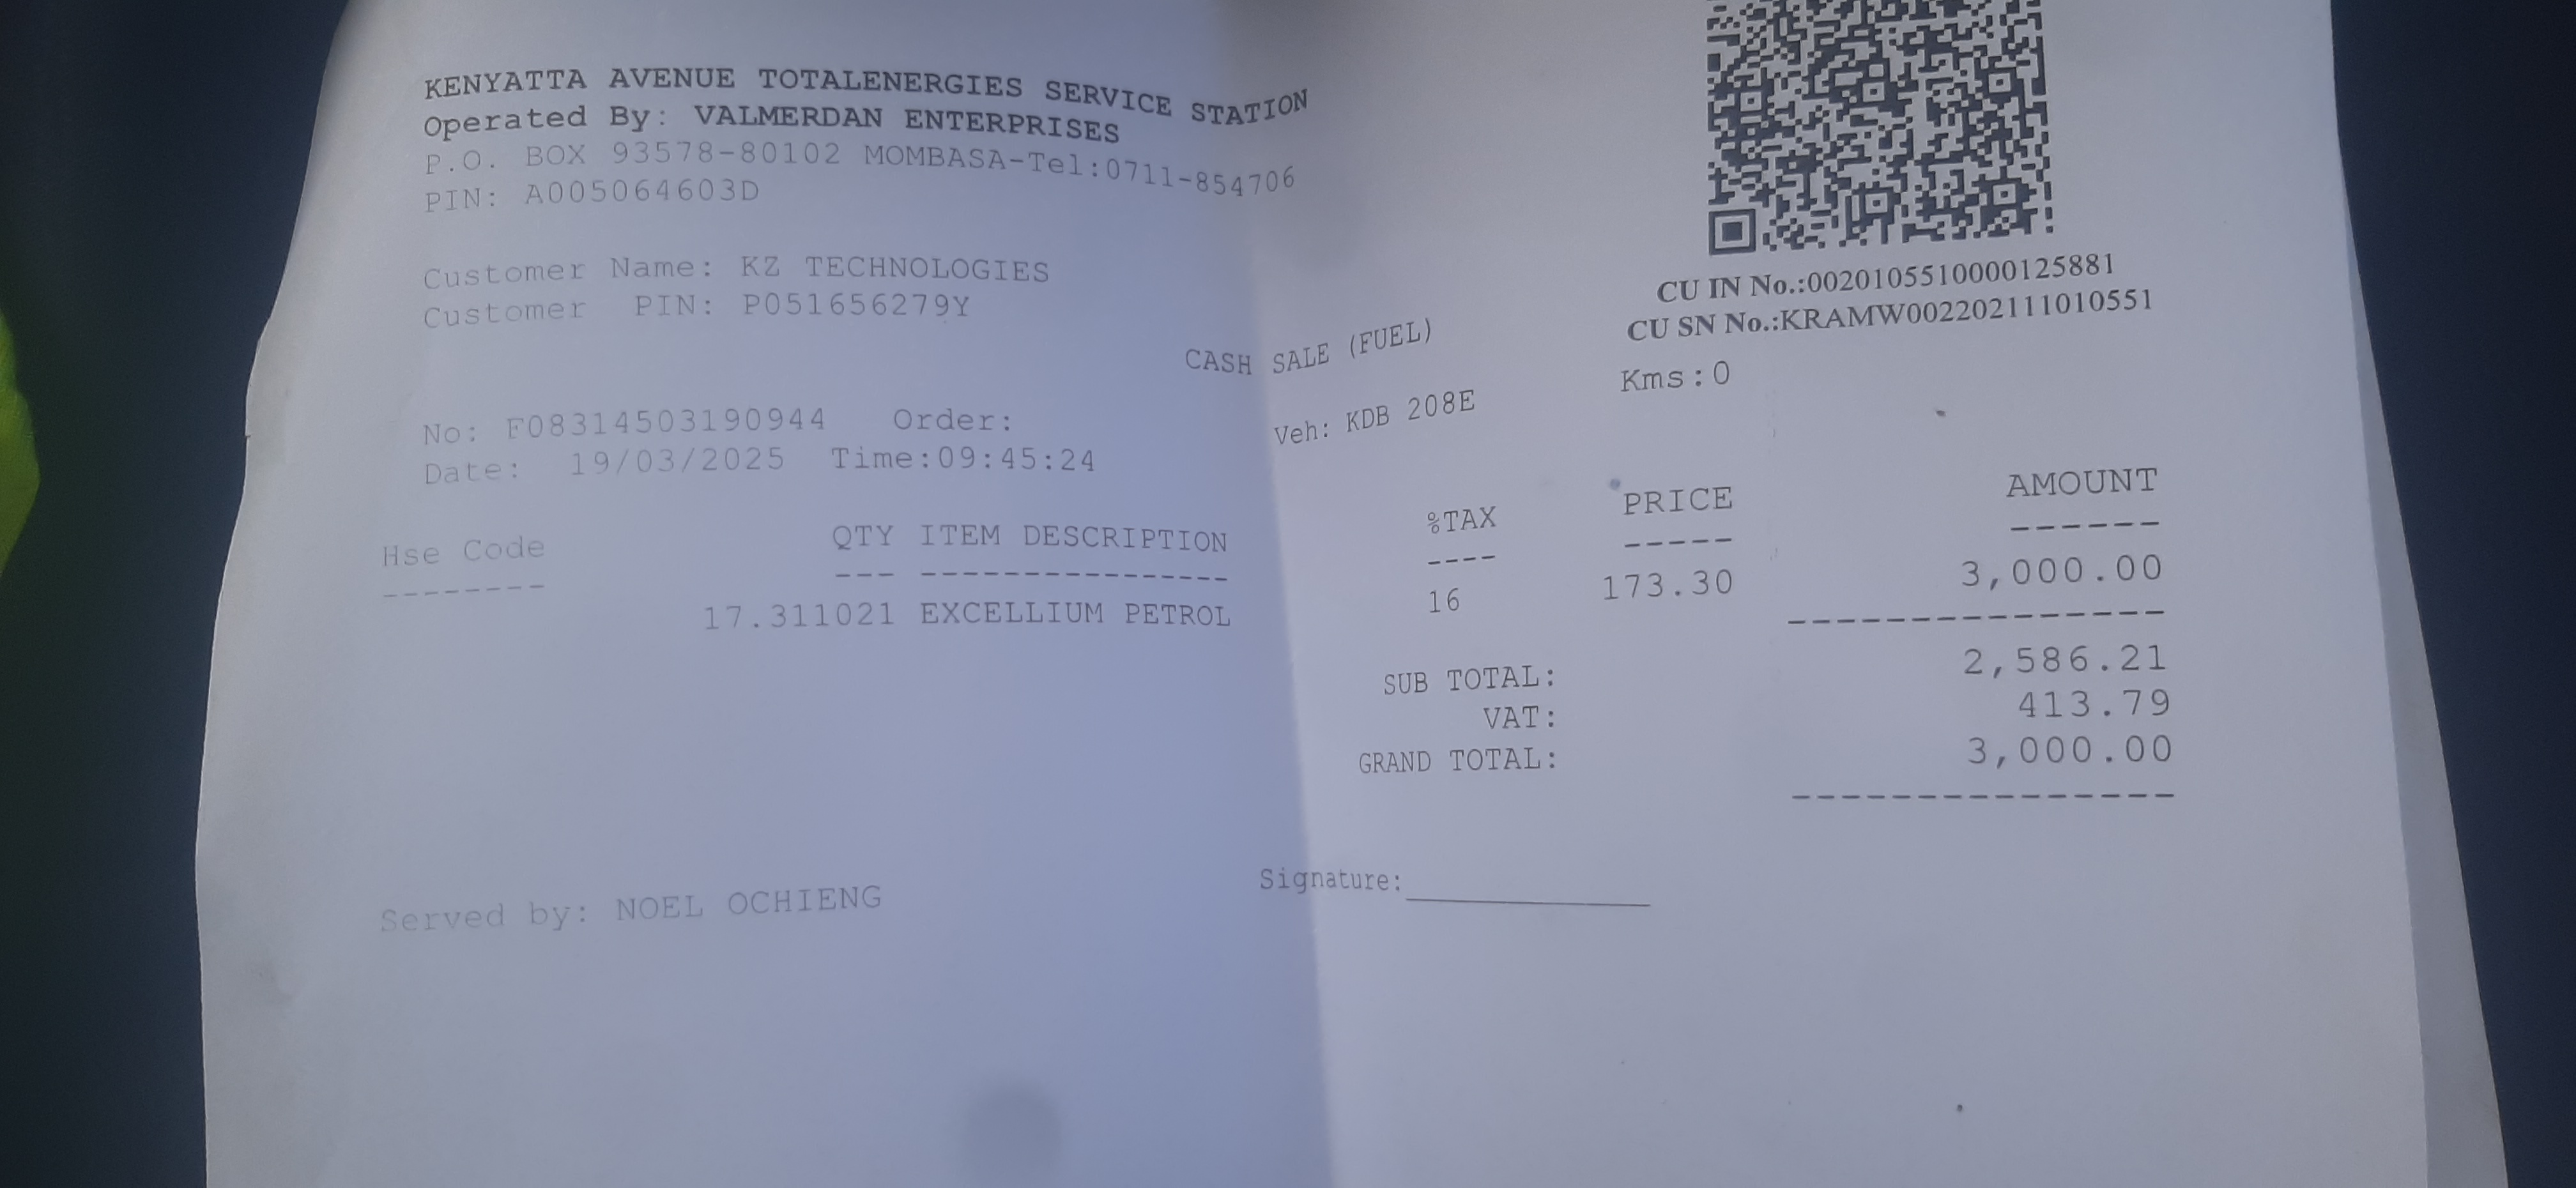 KENYATTA AVENUE TOTALENERGIES SERVICE STATION
Operated By: VALMERDAN ENTERPRISES
P.O. BOX 93578-80102 MOMBASA-Tel:0711-854706
PIN: A005064603D
Customer Name: KZ TECHNOLOGIES
Customer PIN: P051656279Y
CU IN No.:0020105510000125881
CU SN No.:KRAMW002202111010551
CASH SALE (FUEL)
No: F08314503190944 Order: Veh: KDB 208E Kms:0
Date: 19/03/2025 Time:09:45:24
Hse Code QTY ITEM DESCRIPTION %TAX PRICE AMOUNT
-------- --- --------------- ---- ----- ------
17.311021 EXCELLIUM PETROL 16 173.30 3,000.00
--------------
SUB TOTAL: 2,586.21
VAT: 413.79
GRAND TOTAL: 3,000.00
--------------
Served by: NOEL OCHIENG Signature:____________